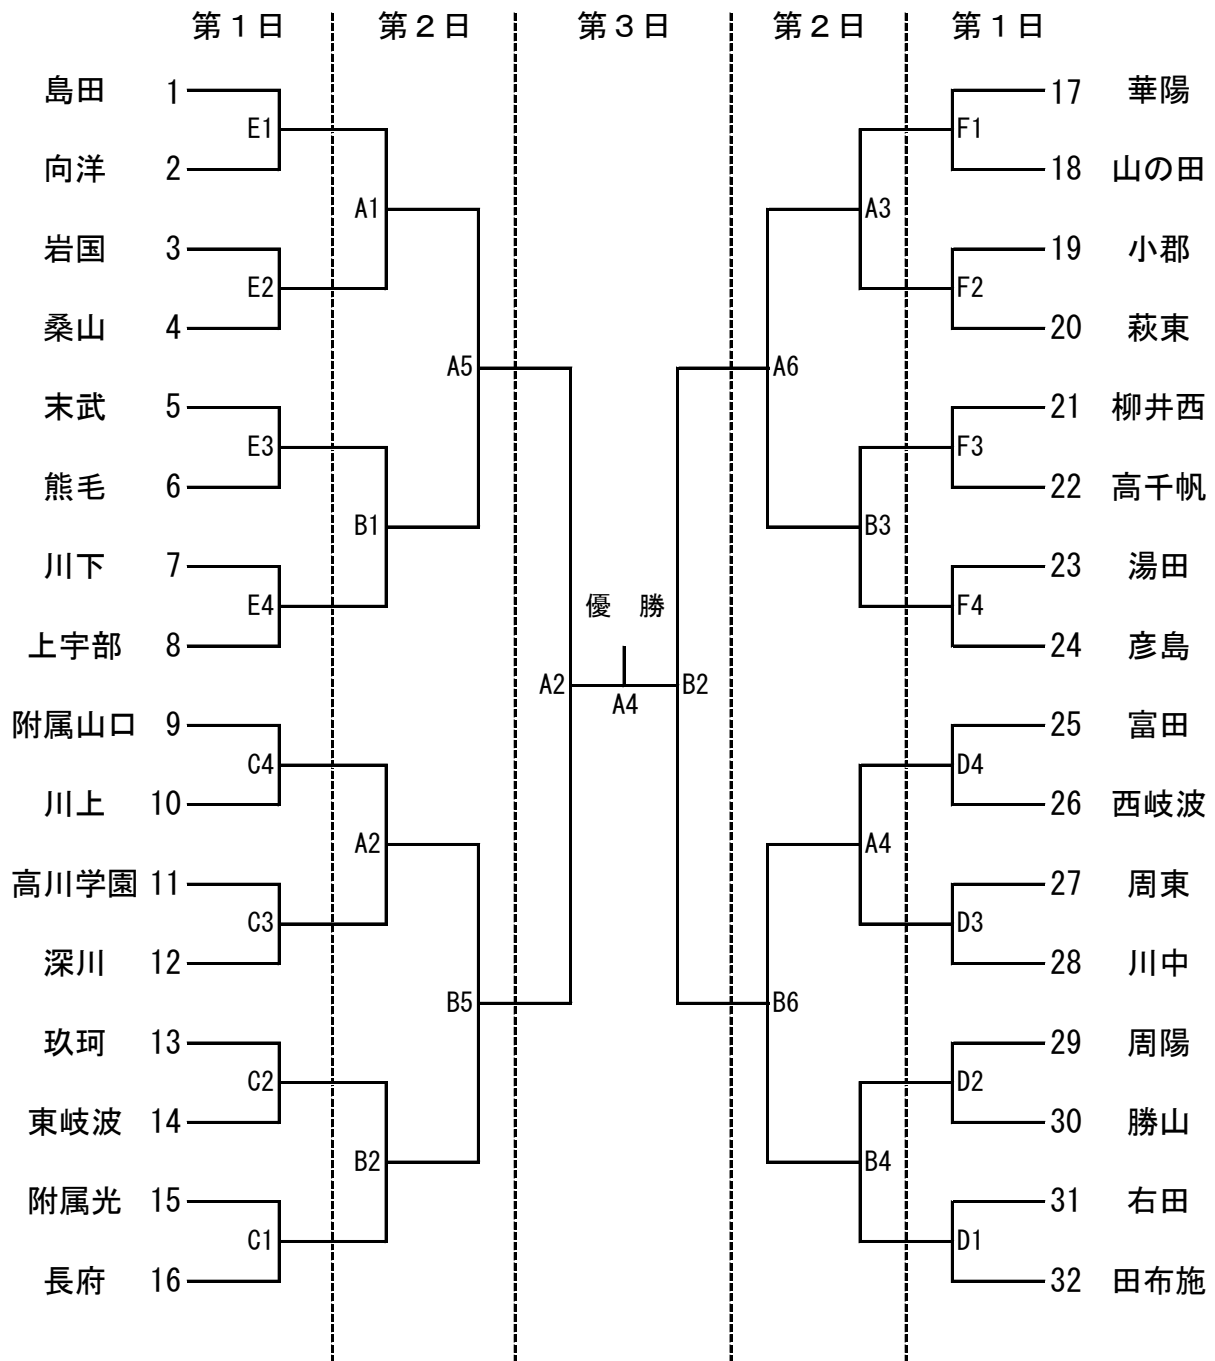 第１日 第２日 第３日 第２日 第１日
島田 1 17 華陽
E1 F1
向洋 2 18 山の田
A1 A3
岩国 3 19 小郡
E2 F2
桑山 4 20 萩東
A5 A6
末武 5 21 柳井西
E3 F3
熊毛 6 22 高千帆
B1 B3
川下 7 23 湯田
E4 優 勝 F4
上宇部 8 24 彦島
A2 A4 B2
附属山口 9 25 富田
C4 D4
川上 10 26 西岐波
A2 A4
高川学園 11 27 周東
C3 D3
深川 12 28 川中
B5 B6
玖珂 13 29 周陽
C2 D2
東岐波 14 30 勝山
B2 B4
附属光 15 31 右田
C1 D1
長府 16 32 田布施